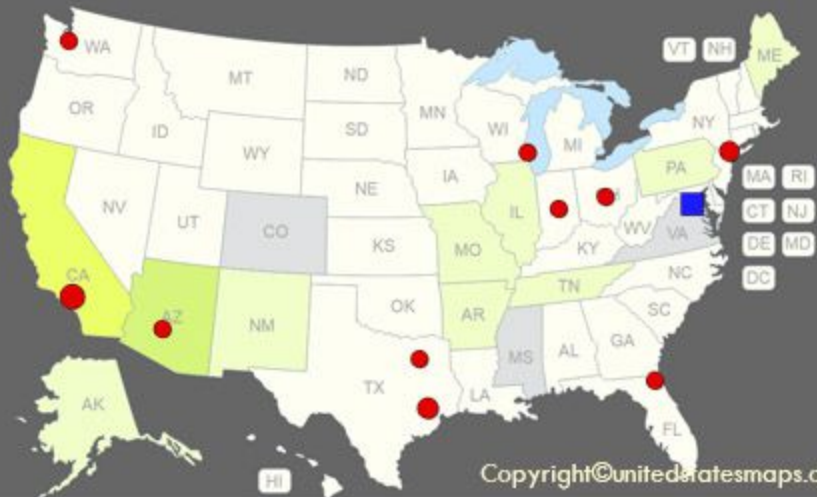 VT NH
ME
WA
MT
ND
MN
OR
ID
SD
WI
MI
NY
WY
IA
PA
NE
MA RI
NV
UT
CO
IL
WV
VA
CT NJ
KS
MO
KY
DE MD
CA
NC
DC
AZ
NM
OK
TN
AR
SC
MS
AL
GA
TX
LA
AK
FL
HI
Copyright©unitedstatesmaps.